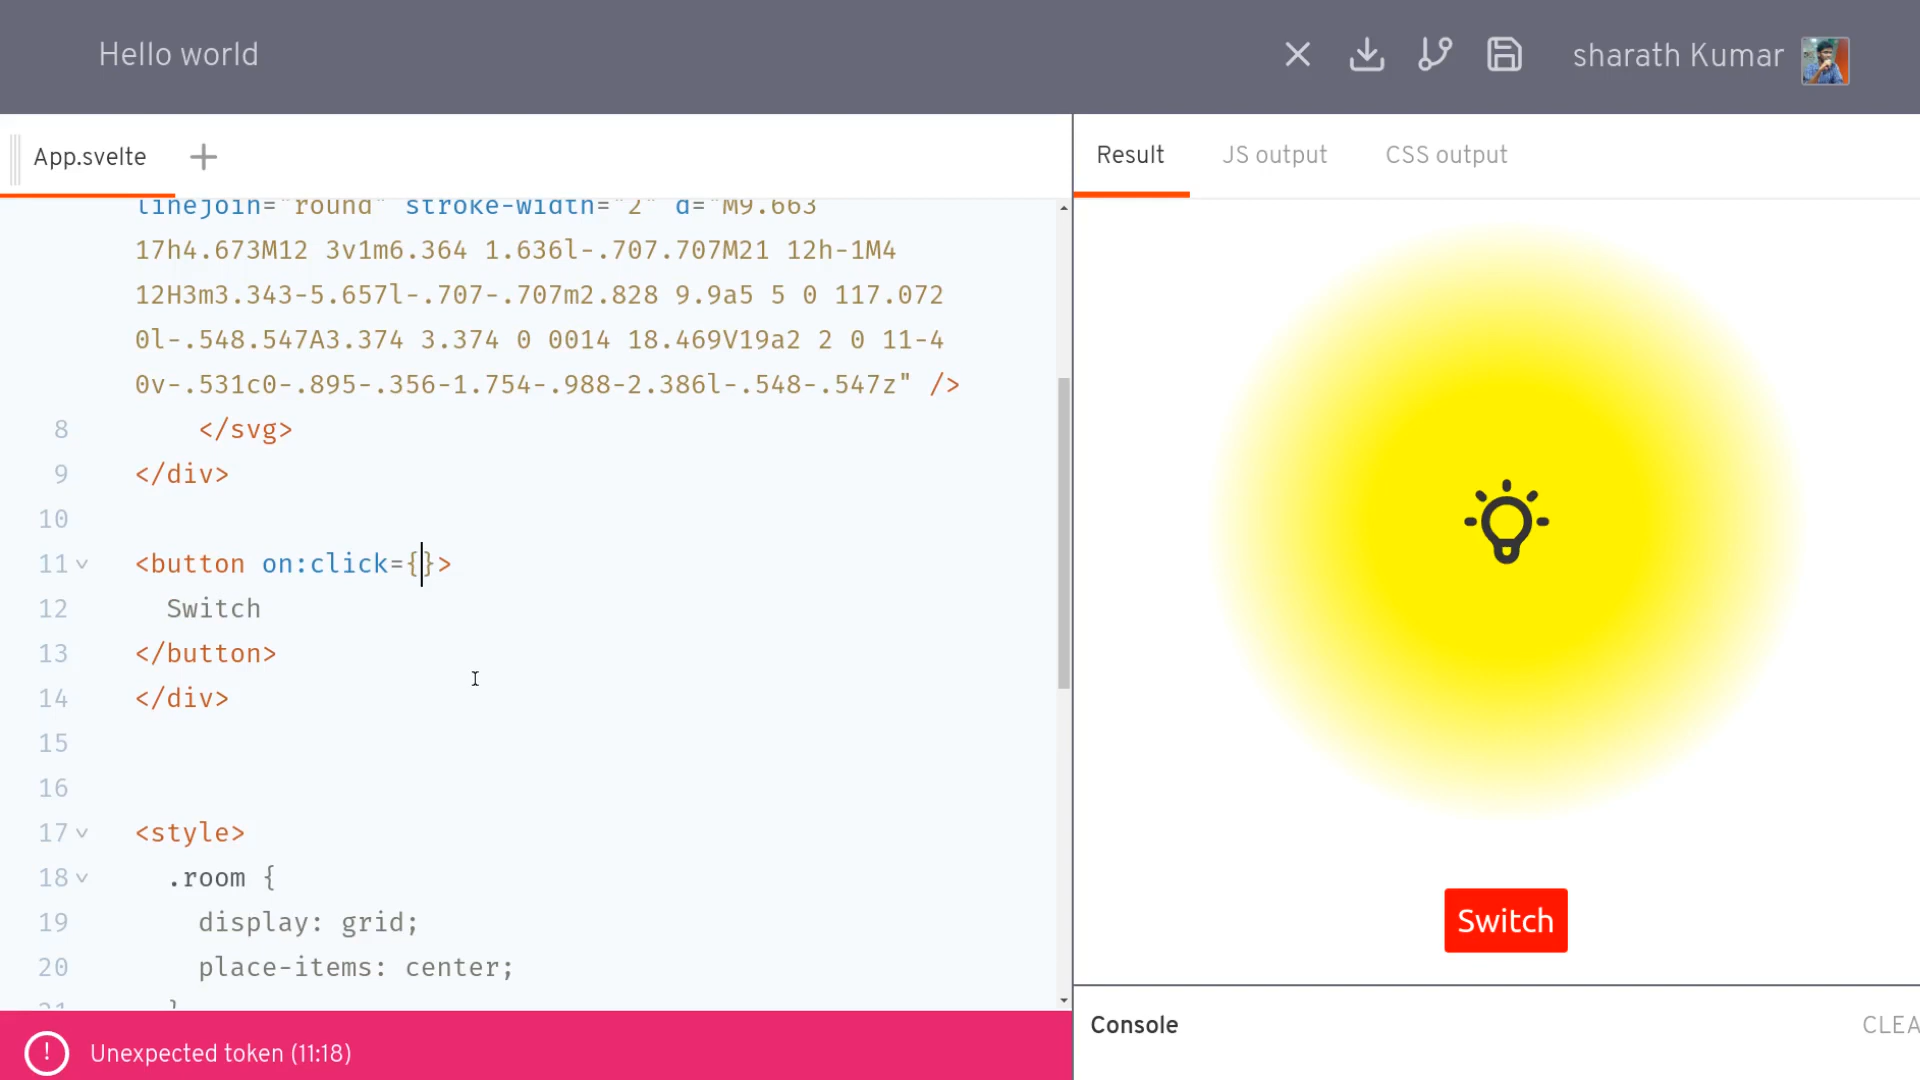 Hello world
sharath Kumar
App.svelte
Result JS output CSS output
linejoin="round" stroke-width="2" d="M9.663
17h4.673M12 3v1m6.364 1.636l-.707.707M21 12h-1M4
12H3m3.343-5.657l-.707-.707m2.828 9.9a5 5 0 117.072
0l-.548.547A3.374 3.374 0 0014 18.469V19a2 2 0 11-4
0v-.531c0-.895-.356-1.754-.988-2.386l-.548-.547z" />
8 </svg>
9 </div>
10
11 <button on:click={}>
12 Switch
13 </button>
14 </div>
15
16
17 <style>
18 .room {
19 display: grid;
20 place-items: center;
21 }
Unexpected token (11:18)
Switch
Console
CLEA